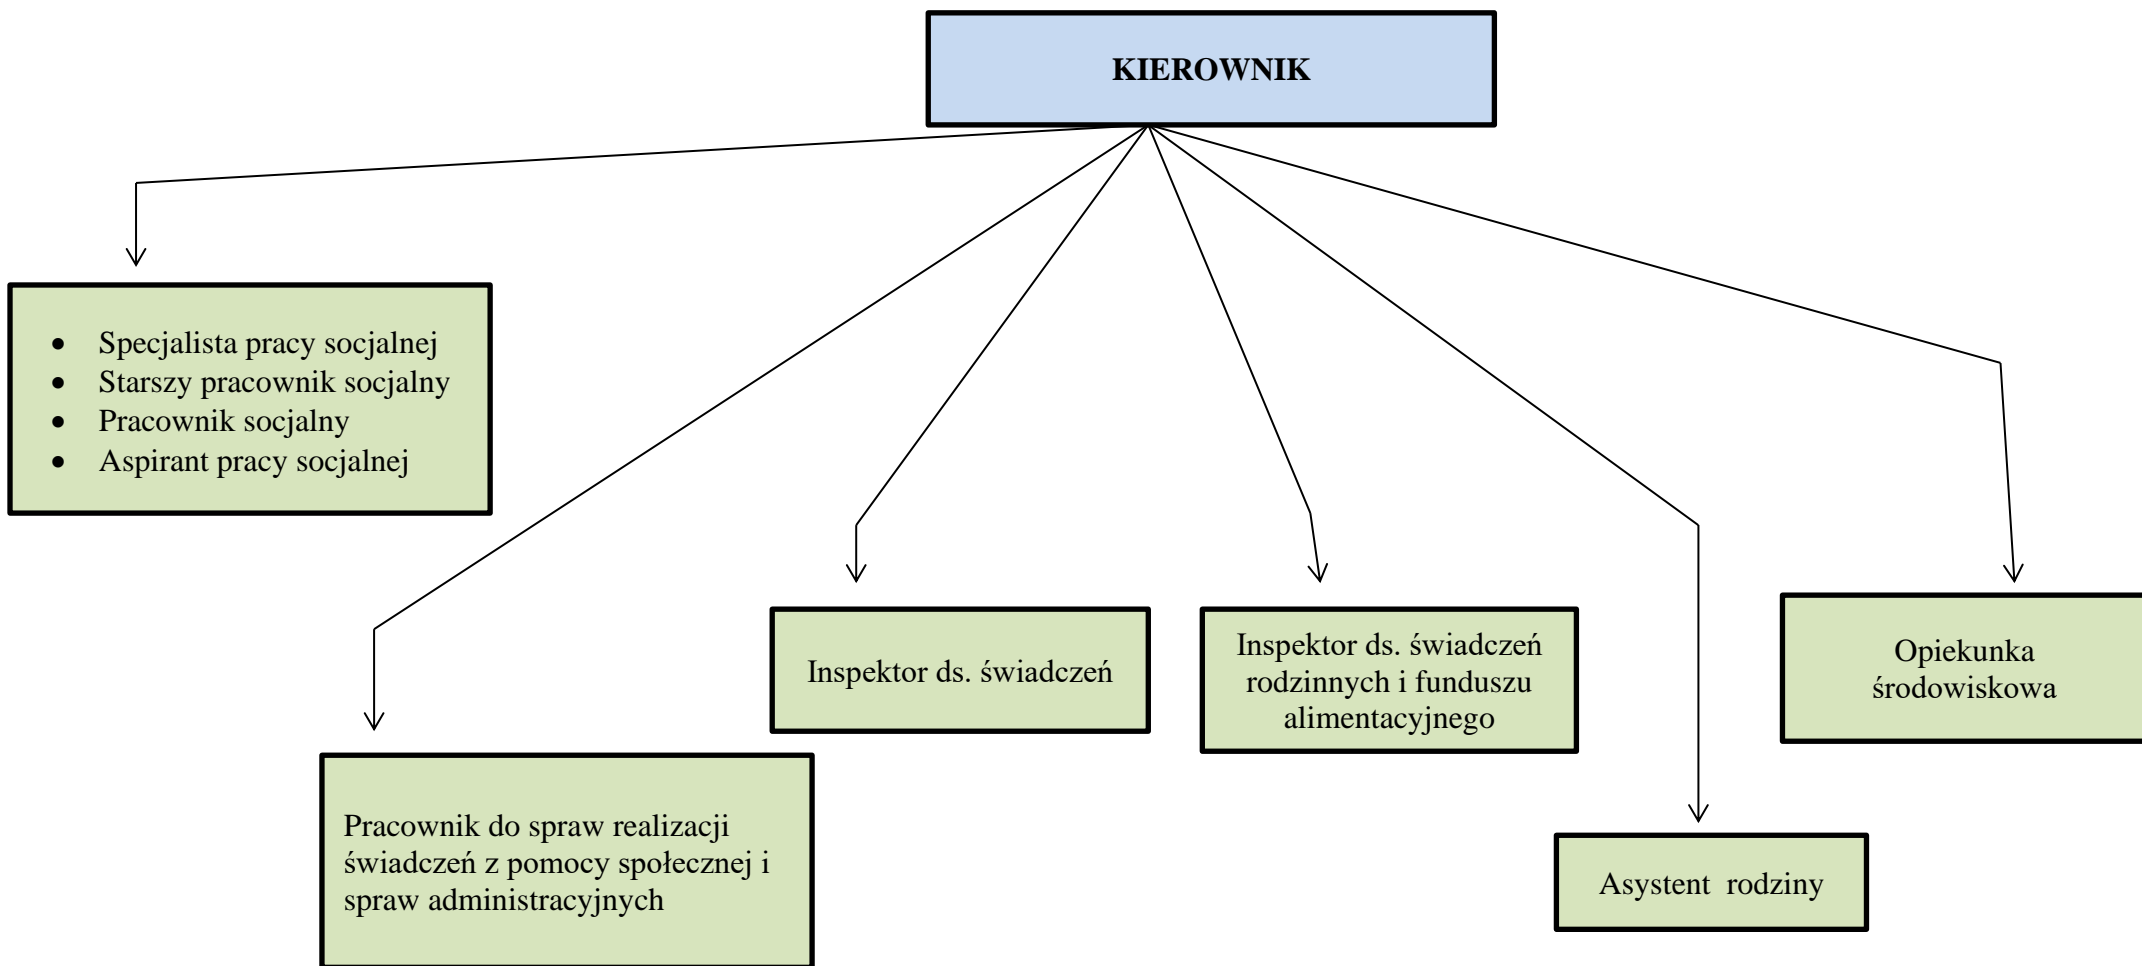 KIEROWNIK
• Specjalista pracy socjalnej
• Starszy pracownik socjalny
• Pracownik socjalny
• Aspirant pracy socjalnej
Pracownik do spraw realizacji
świadczeń z pomocy społecznej i
spraw administracyjnych
Inspektor ds. świadczeń
Inspektor ds. świadczeń
rodzinnych i funduszu
alimentacyjnego
Asystent  rodziny
Opiekunka
środowiskowa